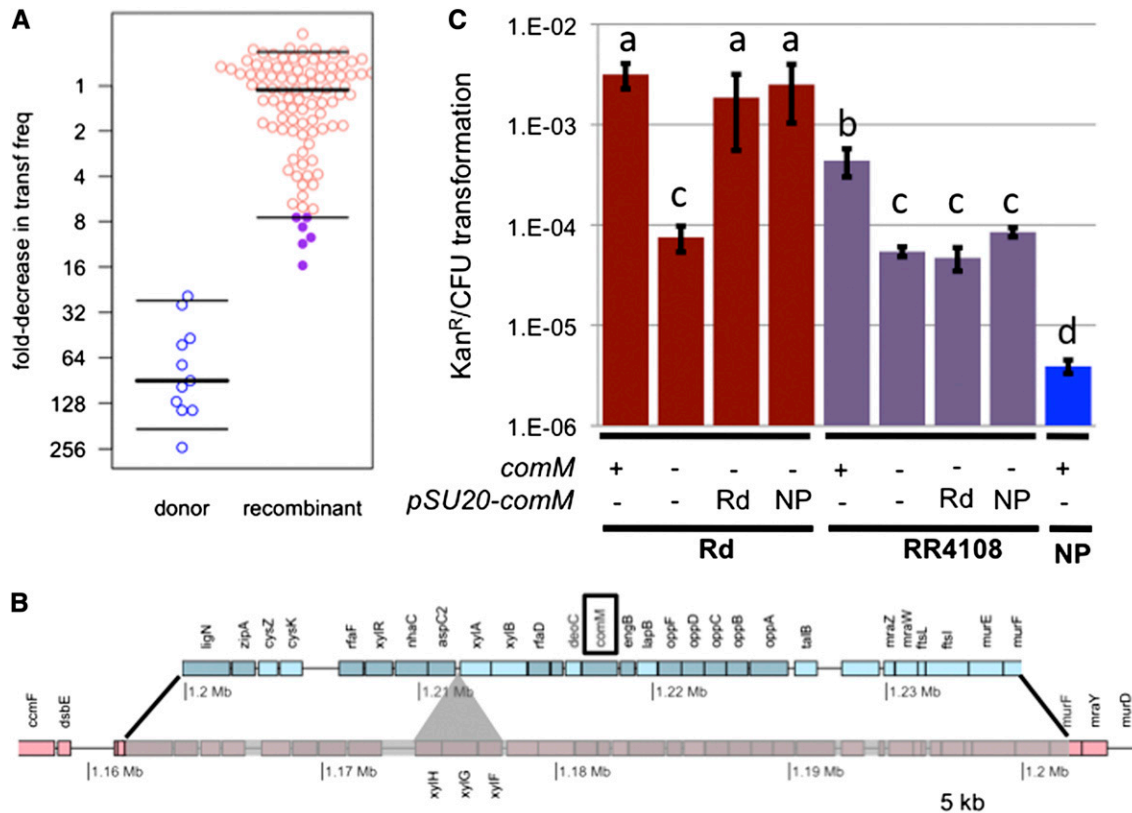 A
fold-decrease in transf freq
1
2
4
8
16
32
64
128
256
donor recombinant
C
Kan^R/CFU transformation
1.E-02
1.E-03
1.E-04
1.E-05
1.E-06
a c a a b c c c d
comM + - - - + - - - +
pSU20-comM - - Rd NP - - Rd NP -
Rd RR4108 NP
B
ligN zipA cysZ cysK rfaF xylR nhaC aspC2 xylA xylB rfaD decC comM engB lapB oppF oppD oppC oppB oppA talB mraZ mraW ftsL ftsI murE murF
1.2 Mb 1.21 Mb 1.22 Mb 1.23 Mb
ccmF dsbE murF mraY murD
1.16 Mb 1.17 Mb 1.18 Mb 1.19 Mb 1.2 Mb
xylH xylG xylF
5 kb